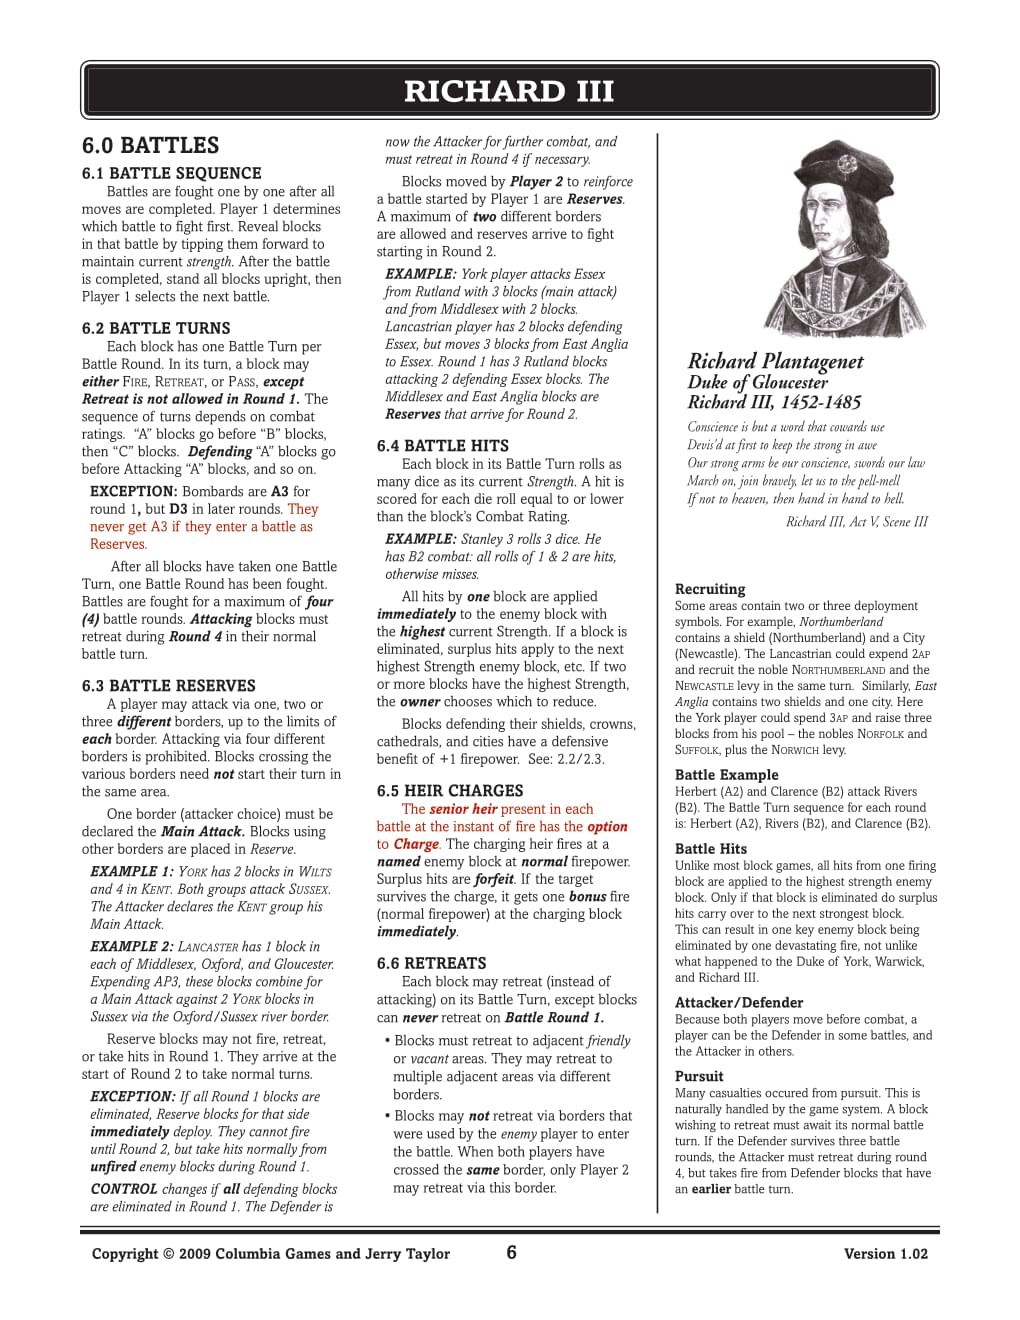 RICHARD III
6.0 BATTLES
6.1 BATTLE SEQUENCE
Battles are fought one by one after all
moves are completed. Player 1 determines
which battle to fight first. Reveal blocks
in that battle by tipping them forward to
maintain current strength. After the battle
is completed, stand all blocks upright, then
Player 1 selects the next battle.
6.2 BATTLE TURNS
Each block has one Battle Turn per
Battle Round. In its turn, a block may
either FIRE, RETREAT, or PASS, except
Retreat is not allowed in Round 1. The
sequence of turns depends on combat
ratings. “A” blocks go before “B” blocks,
then “C” blocks. Defending “A” blocks go
before Attacking “A” blocks, and so on.
EXCEPTION: Bombards are A3 for
round 1, but D3 in later rounds. They
never get A3 if they enter a battle as
Reserves.
After all blocks have taken one Battle
Turn, one Battle Round has been fought.
Battles are fought for a maximum of four
(4) battle rounds. Attacking blocks must
retreat during Round 4 in their normal
battle turn.
6.3 BATTLE RESERVES
A player may attack via one, two or
three different borders, up to the limits of
each border. Attacking via four different
borders is prohibited. Blocks crossing the
various borders need not start their turn in
the same area.
One border (attacker choice) must be
declared the Main Attack. Blocks using
other borders are placed in Reserve.
EXAMPLE 1: YORK has 2 blocks in WILTS
and 4 in KENT. Both groups attack SUSSEX.
The Attacker declares the KENT group his
Main Attack.
EXAMPLE 2: LANCASTER has 1 block in
each of Middlesex, Oxford, and Gloucester.
Expending AP3, these blocks combine for
a Main Attack against 2 YORK blocks in
Sussex via the Oxford/Sussex river border.
Reserve blocks may not fire, retreat,
or take hits in Round 1. They arrive at the
start of Round 2 to take normal turns.
EXCEPTION: If all Round 1 blocks are
eliminated, Reserve blocks for that side
immediately deploy. They cannot fire
until Round 2, but take hits normally from
unfired enemy blocks during Round 1.
CONTROL changes if all defending blocks
are eliminated in Round 1. The Defender is
now the Attacker for further combat, and
must retreat in Round 4 if necessary.
Blocks moved by Player 2 to reinforce
a battle started by Player 1 are Reserves.
A maximum of two different borders
are allowed and reserves arrive to fight
starting in Round 2.
EXAMPLE: York player attacks Essex
from Rutland with 3 blocks (main attack)
and from Middlesex with 2 blocks.
Lancastrian player has 2 blocks defending
Essex, but moves 3 blocks from East Anglia
to Essex. Round 1 has 3 Rutland blocks
attacking 2 defending Essex blocks. The
Middlesex and East Anglia blocks are
Reserves that arrive for Round 2.
6.4 BATTLE HITS
Each block in its Battle Turn rolls as
many dice as its current Strength. A hit is
scored for each die roll equal to or lower
than the block’s Combat Rating.
EXAMPLE: Stanley 3 rolls 3 dice. He
has B2 combat: all rolls of 1 & 2 are hits,
otherwise misses.
All hits by one block are applied
immediately to the enemy block with
the highest current Strength. If a block is
eliminated, surplus hits apply to the next
highest Strength enemy block, etc. If two
or more blocks have the highest Strength,
the owner chooses which to reduce.
Blocks defending their shields, crowns,
cathedrals, and cities have a defensive
benefit of +1 firepower. See: 2.2/2.3.
6.5 HEIR CHARGES
The senior heir present in each
battle at the instant of fire has the option
to Charge. The charging heir fires at a
named enemy block at normal firepower.
Surplus hits are forfeit. If the target
survives the charge, it gets one bonus fire
(normal firepower) at the charging block
immediately.
6.6 RETREATS
Each block may retreat (instead of
attacking) on its Battle Turn, except blocks
can never retreat on Battle Round 1.
• Blocks must retreat to adjacent friendly
or vacant areas. They may retreat to
multiple adjacent areas via different
borders.
• Blocks may not retreat via borders that
were used by the enemy player to enter
the battle. When both players have
crossed the same border, only Player 2
may retreat via this border.
Richard Plantagenet
Duke of Gloucester
Richard III, 1452-1485
Conscience is but a word that cowards use
Devis’d at first to keep the strong in awe
Our strong arms be our conscience, swords our law
March on, join bravely, let us to the pell-mell
If not to heaven, then hand in hand to hell.
Richard III, Act V, Scene III
Recruiting
Some areas contain two or three deployment
symbols. For example, Northumberland
contains a shield (Northumberland) and a City
(Newcastle). The Lancastrian could expend 2AP
and recruit the noble NORTHUMBERLAND and the
NEWCASTLE levy in the same turn. Similarly, East
Anglia contains two shields and one city. Here
the York player could spend 3AP and raise three
blocks from his pool – the nobles NORFOLK and
SUFFOLK, plus the NORWICH levy.
Battle Example
Herbert (A2) and Clarence (B2) attack Rivers
(B2). The Battle Turn sequence for each round
is: Herbert (A2), Rivers (B2), and Clarence (B2).
Battle Hits
Unlike most block games, all hits from one firing
block are applied to the highest strength enemy
block. Only if that block is eliminated do surplus
hits carry over to the next strongest block.
This can result in one key enemy block being
eliminated by one devastating fire, not unlike
what happened to the Duke of York, Warwick,
and Richard III.
Attacker/Defender
Because both players move before combat, a
player can be the Defender in some battles, and
the Attacker in others.
Pursuit
Many casualties occured from pursuit. This is
naturally handled by the game system. A block
wishing to retreat must await its normal battle
turn. If the Defender survives three battle
rounds, the Attacker must retreat during round
4, but takes fire from Defender blocks that have
an earlier battle turn.
Copyright © 2009 Columbia Games and Jerry Taylor
6
Version 1.02